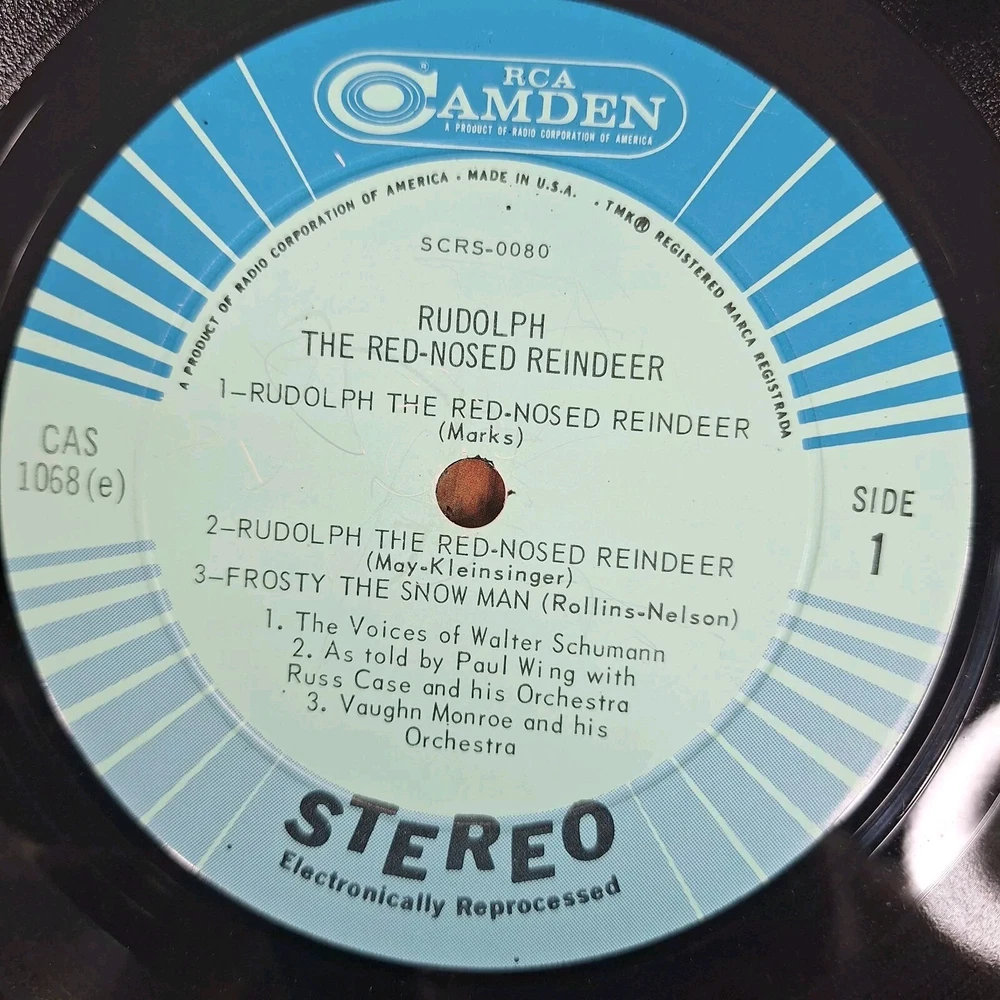 RCA
CAMDEN
A PRODUCT OF RADIO CORPORATION OF AMERICA
A PRODUCT OF RADIO CORPORATION OF AMERICA • MADE IN U.S.A. • TMK® REGISTERED MARCA REGISTRADA
SCRS-0080
RUDOLPH
THE RED-NOSED REINDEER
1-RUDOLPH THE RED-NOSED REINDEER
(Marks)
CAS
1068(e)
SIDE
1
2-RUDOLPH THE RED-NOSED REINDEER
(May-Kleinsinger)
3-FROSTY THE SNOW MAN (Rollins-Nelson)
1. The Voices of Walter Schumann
2. As told by Paul Wing with
Russ Case and his Orchestra
3. Vaughn Monroe and his
Orchestra
STEREO
Electronically Reprocessed